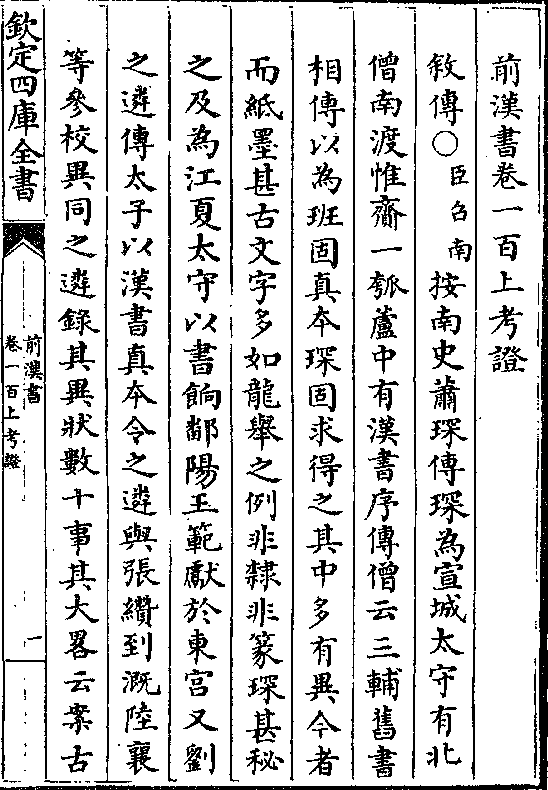 前漢書卷一百上考證
敘傳○臣召南按南史蕭琛傳琛為宣城太守有北
僧南渡惟齎一瓠蘆中有漢書序傳僧云三輔舊書
相傳以為班固真本琛固求得之其中多有異今者
而紙墨甚古文字多如龍舉之例非隸非篆琛甚秘
之及為江夏太守以書餉鄱陽王範獻於東宮又劉
之遴傳太子以漢書真本令之遴與張纘到溉陸襄
等參校異同之遴錄其異狀數十事其大畧云案古
欽定四庫全書
前漢書
卷一百上考證
一